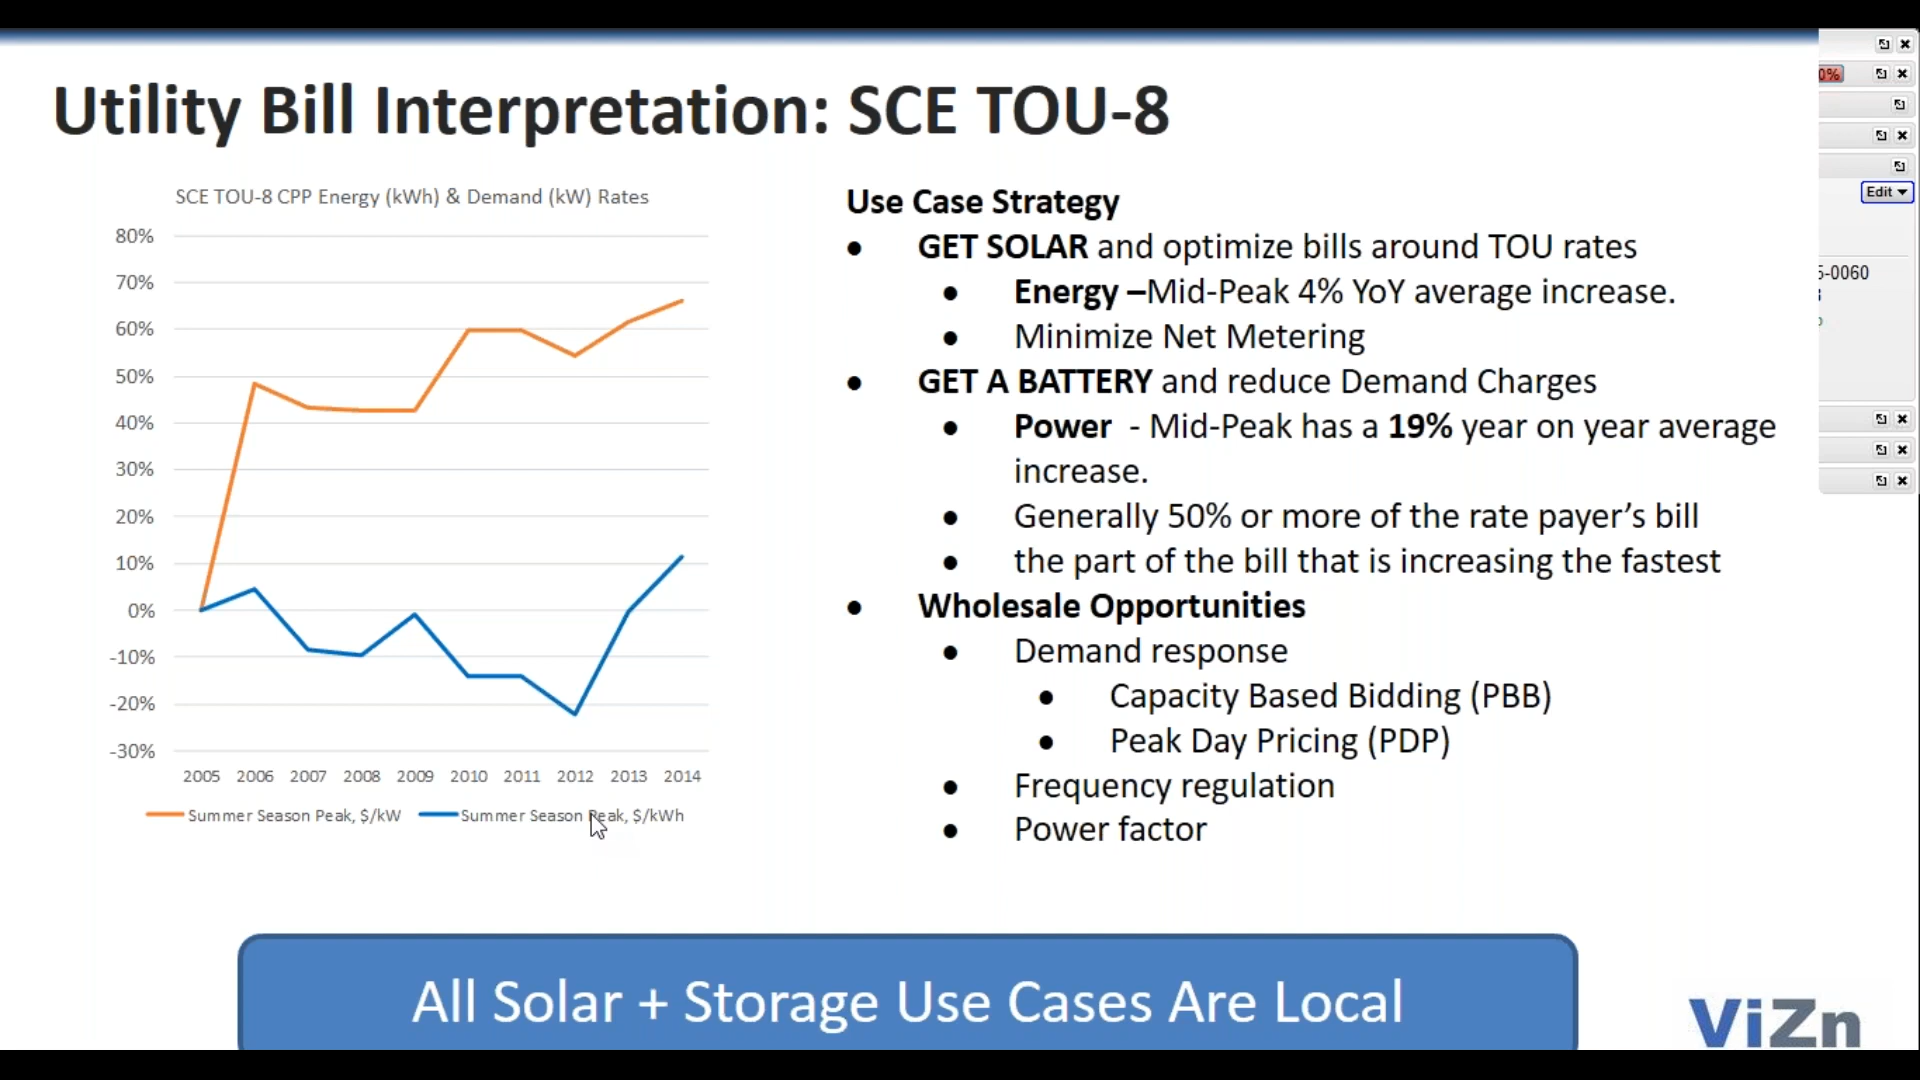 Utility Bill Interpretation: SCE TOU-8
SCE TOU-8 CPP Energy (kWh) & Demand (kW) Rates
80%
70%
60%
50%
40%
30%
20%
10%
0%
-10%
-20%
-30%
2005 2006 2007 2008 2009 2010 2011 2012 2013 2014
Summer Season Peak, $/kW Summer Season Peak, $/kWh
Use Case Strategy
● GET SOLAR and optimize bills around TOU rates
● Energy –Mid-Peak 4% YoY average increase.
● Minimize Net Metering
● GET A BATTERY and reduce Demand Charges
● Power - Mid-Peak has a 19% year on year average
increase.
● Generally 50% or more of the rate payer’s bill
● the part of the bill that is increasing the fastest
● Wholesale Opportunities
● Demand response
● Capacity Based Bidding (PBB)
● Peak Day Pricing (PDP)
● Frequency regulation
● Power factor
All Solar + Storage Use Cases Are Local
ViZn
0%
Edit
5-0060